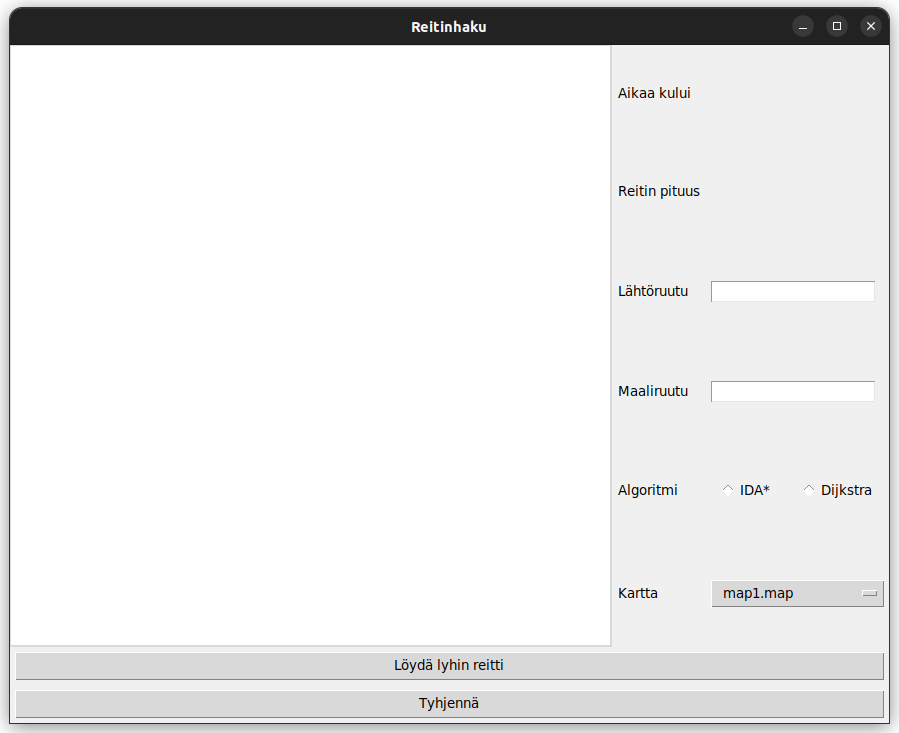 Reitinhaku
Aikaa kului
Reitin pituus
Lähtöruutu
Maaliruutu
Algoritmi IDA* Dijkstra
Kartta map1.map
Löydä lyhin reitti
Tyhjennä